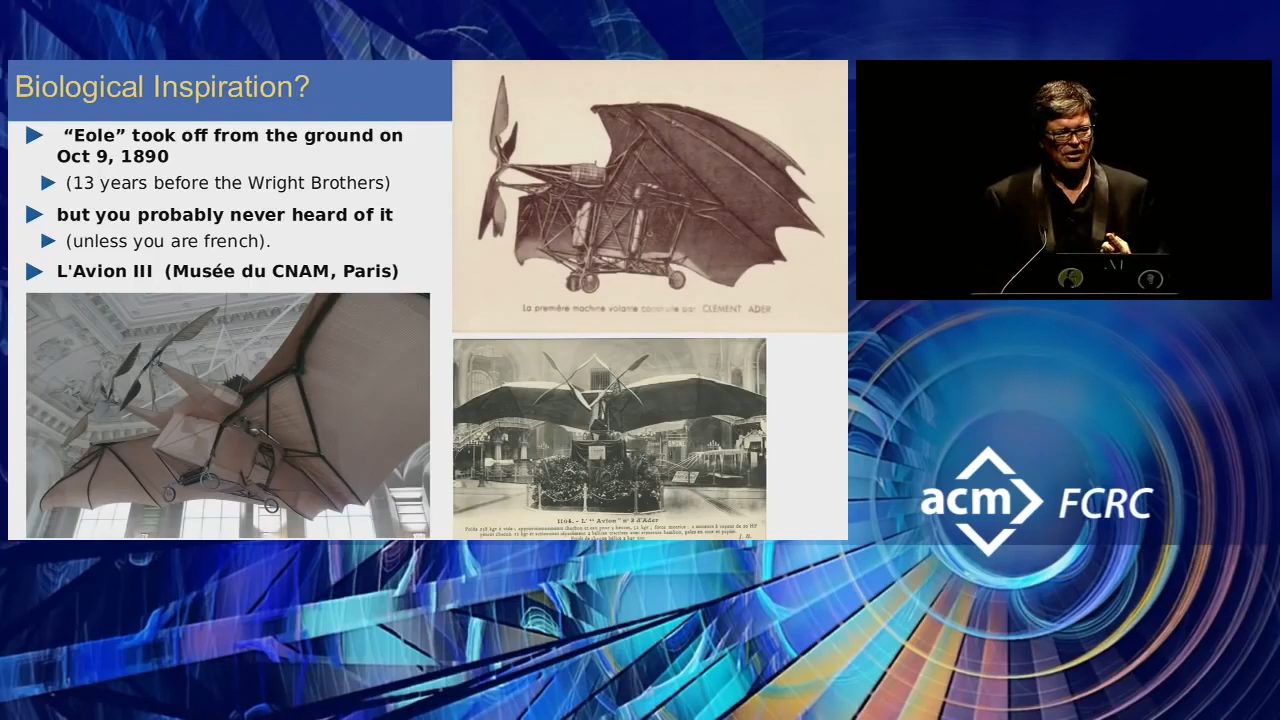 Biological Inspiration?
“Eole” took off from the ground on
Oct 9, 1890
(13 years before the Wright Brothers)
but you probably never heard of it
(unless you are french).
L'Avion III (Musée du CNAM, Paris)
La première machine volante construite par CLEMENT ADER
1104. - L' "Avion" n° 3 d'Ader
acm FCRC